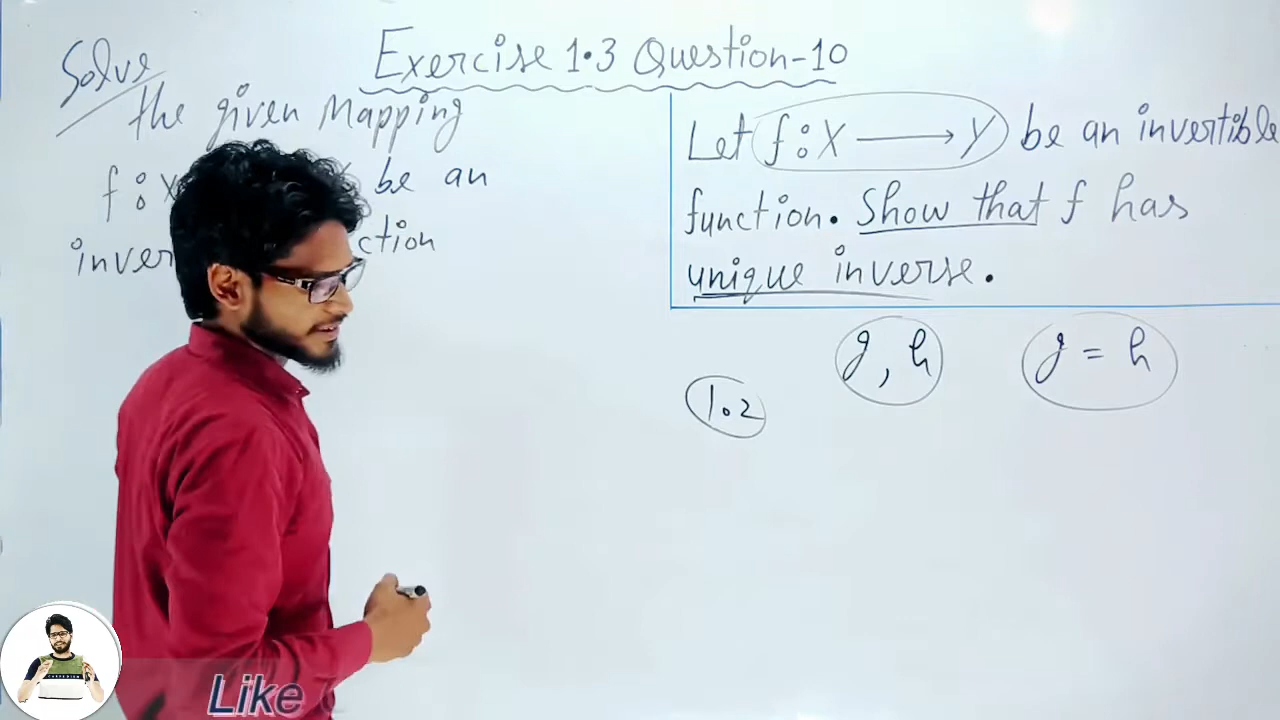 Exercise 1.3 Question-10
Solve
the given Mapping
f : X be an
inver ction
Let f : X ⟶ Y be an invertible
function. Show that f has
unique inverse.
g , h
g = h
1.2
Like